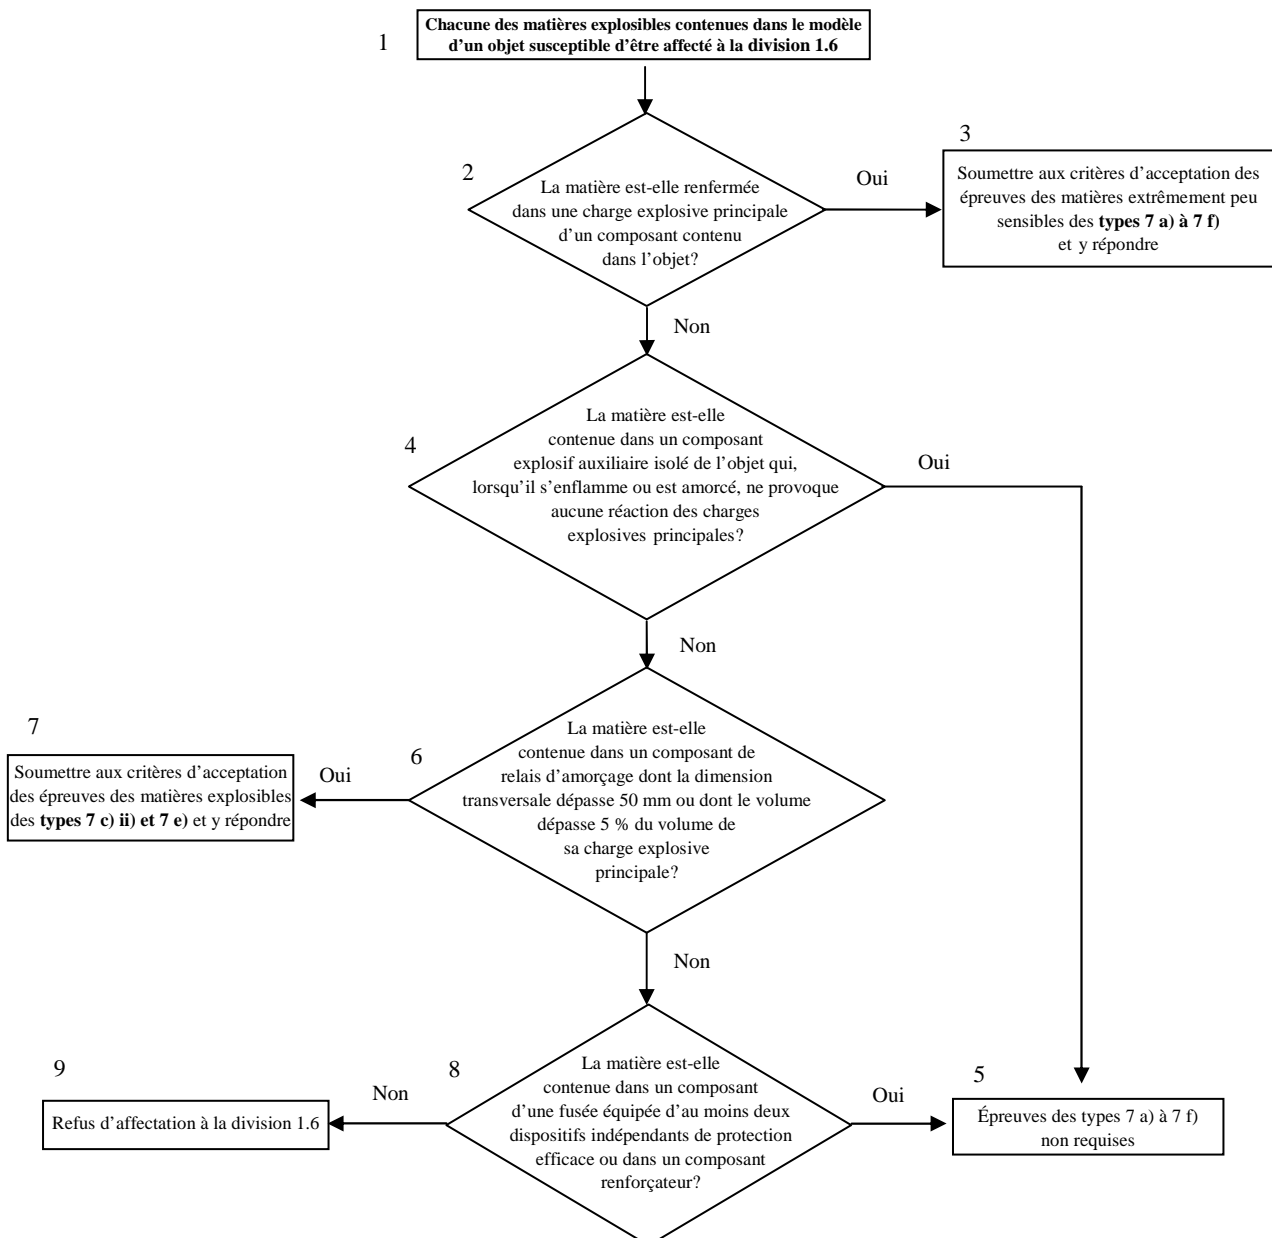 1
Chacune des matières explosibles contenues dans le modèle
d'un objet susceptible d'être affecté à la division 1.6
2
La matière est-elle renfermée
dans une charge explosive principale
d'un composant contenu
dans l'objet?
Oui
3
Soumettre aux critères d'acceptation des
épreuves des matières extrêmement peu
sensibles des types 7 a) à 7 f)
et y répondre
Non
4
La matière est-elle
contenue dans un composant
explosif auxiliaire isolé de l'objet qui,
lorsqu'il s'enflamme ou est amorcé, ne provoque
aucune réaction des charges
explosives principales?
Oui
Non
6
La matière est-elle
contenue dans un composant de
relais d'amorçage dont la dimension
transversale dépasse 50 mm ou dont le volume
dépasse 5 % du volume de
sa charge explosive
principale?
Oui
7
Soumettre aux critères d'acceptation
des épreuves des matières explosibles
des types 7 c) ii) et 7 e) et y répondre
Non
8
La matière est-elle
contenue dans un composant
d'une fusée équipée d'au moins deux
dispositifs indépendants de protection
efficace ou dans un composant
renforçateur?
Non
9
Refus d'affectation à la division 1.6
Oui
5
Épreuves des types 7 a) à 7 f)
non requises